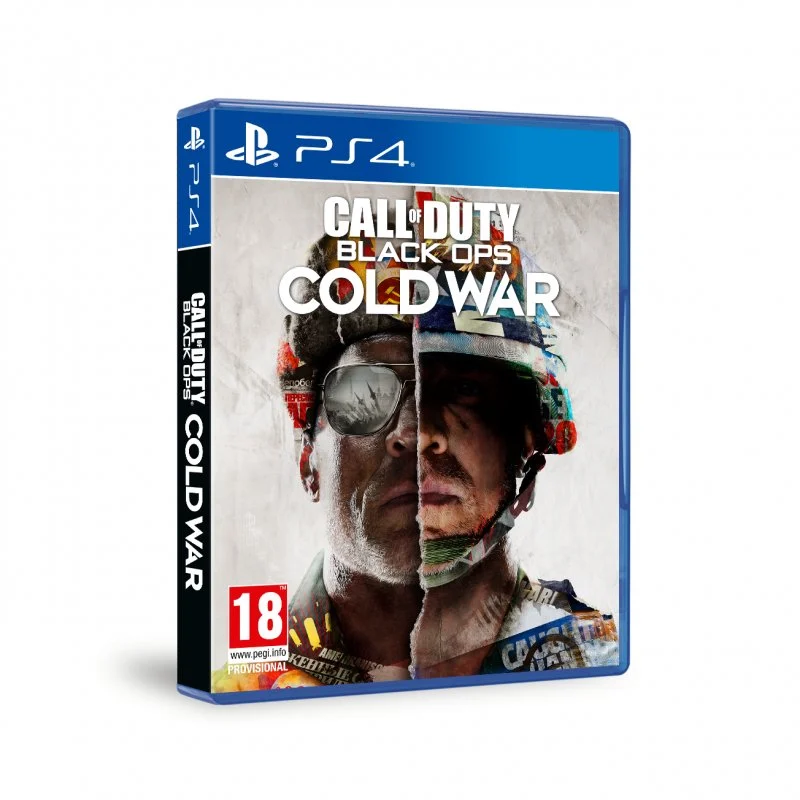 PS4
CALL OF DUTY
BLACK OPS
COLD WAR
18
www.pegi.info
PROVISIONAL
PS4
CALL OF DUTY
BLACK OPS
COLD WAR
CAUGHT